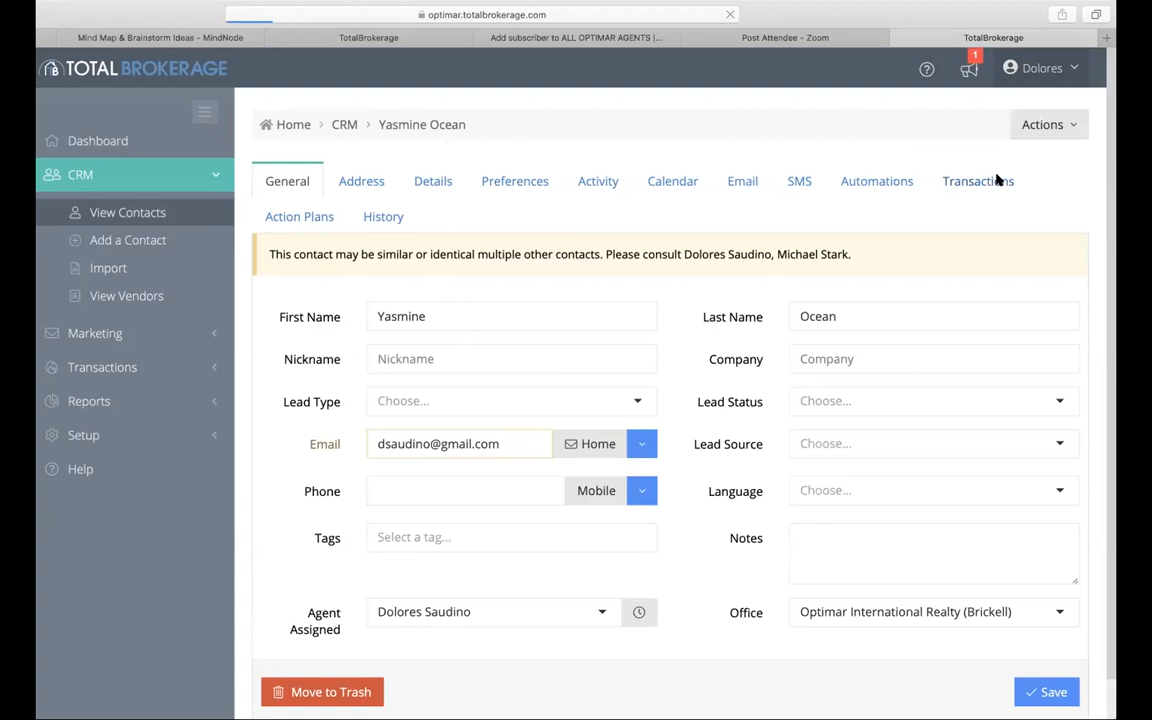 optimar.totalbrokerage.com
Mind Map & Brainstorm Ideas - MindNode TotalBrokerage Add subscriber to ALL OPTIMAR AGENTS |... Post Attendee - Zoom TotalBrokerage
TOTAL BROKERAGE 1 Dolores
Home > CRM > Yasmine Ocean Actions
Dashboard
CRM
View Contacts
Add a Contact
Import
View Vendors
Marketing
Transactions
Reports
Setup
Help
General Address Details Preferences Activity Calendar Email SMS Automations Transactions
Action Plans History
This contact may be similar or identical multiple other contacts. Please consult Dolores Saudino, Michael Stark.
First Name Yasmine Last Name Ocean
Nickname Nickname Company Company
Lead Type Choose... Lead Status Choose...
Email dsaudino@gmail.com Home Lead Source Choose...
Phone Mobile Language Choose...
Tags Select a tag... Notes
Agent Assigned Dolores Saudino Office Optimar International Realty (Brickell)
Move to Trash Save